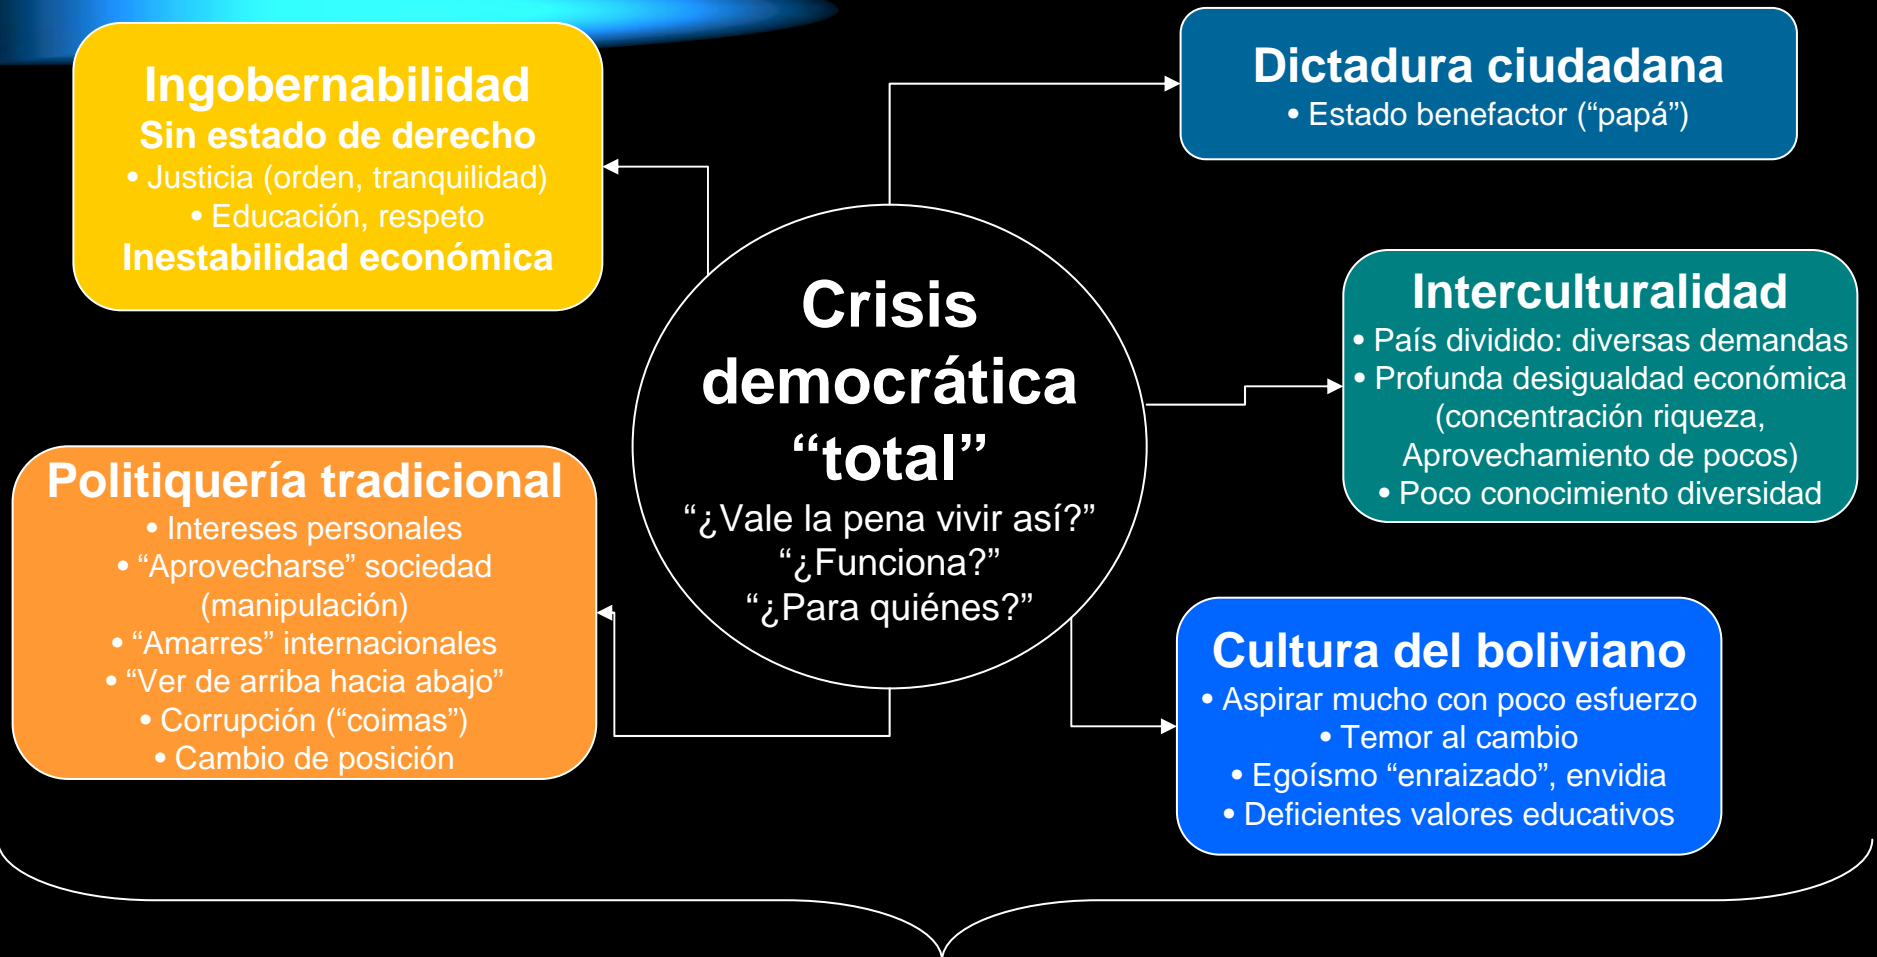 Ingobernabilidad
Sin estado de derecho
• Justicia (orden, tranquilidad)
• Educación, respeto
Inestabilidad económica
Dictadura ciudadana
• Estado benefactor (“papá”)
Crisis
democrática
“total”
“¿Vale la pena vivir así?”
“¿Funciona?”
“¿Para quiénes?”
Interculturalidad
• País dividido: diversas demandas
• Profunda desigualdad económica
(concentración riqueza,
Aprovechamiento de pocos)
• Poco conocimiento diversidad
Politiquería tradicional
• Intereses personales
• “Aprovecharse” sociedad
(manipulación)
• “Amarres” internacionales
• “Ver de arriba hacia abajo”
• Corrupción (“coimas”)
• Cambio de posición
Cultura del boliviano
• Aspirar mucho con poco esfuerzo
• Temor al cambio
• Egoísmo “enraizado”, envidia
• Deficientes valores educativos